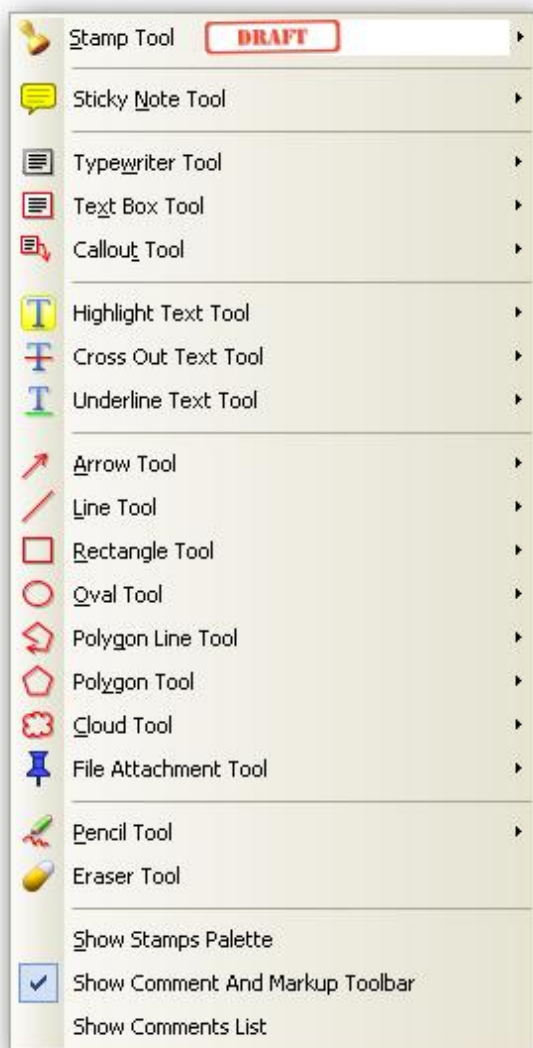 Stamp Tool DRAFT
Sticky Note Tool
Typewriter Tool
Text Box Tool
Callout Tool
Highlight Text Tool
Cross Out Text Tool
Underline Text Tool
Arrow Tool
Line Tool
Rectangle Tool
Oval Tool
Polygon Line Tool
Polygon Tool
Cloud Tool
File Attachment Tool
Pencil Tool
Eraser Tool
Show Stamps Palette
Show Comment And Markup Toolbar
Show Comments List